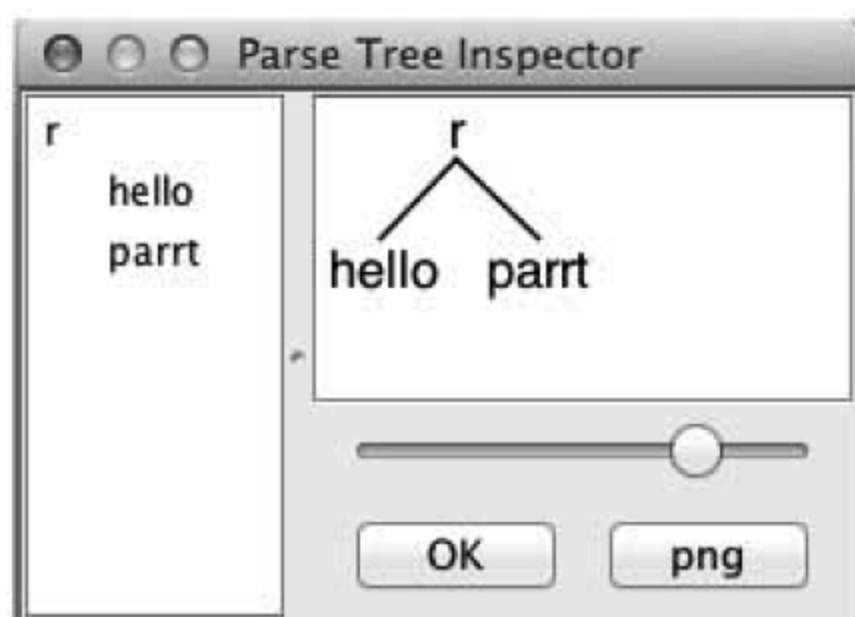 Parse Tree Inspector
r
hello
parrt
r
hello parrt
OK png